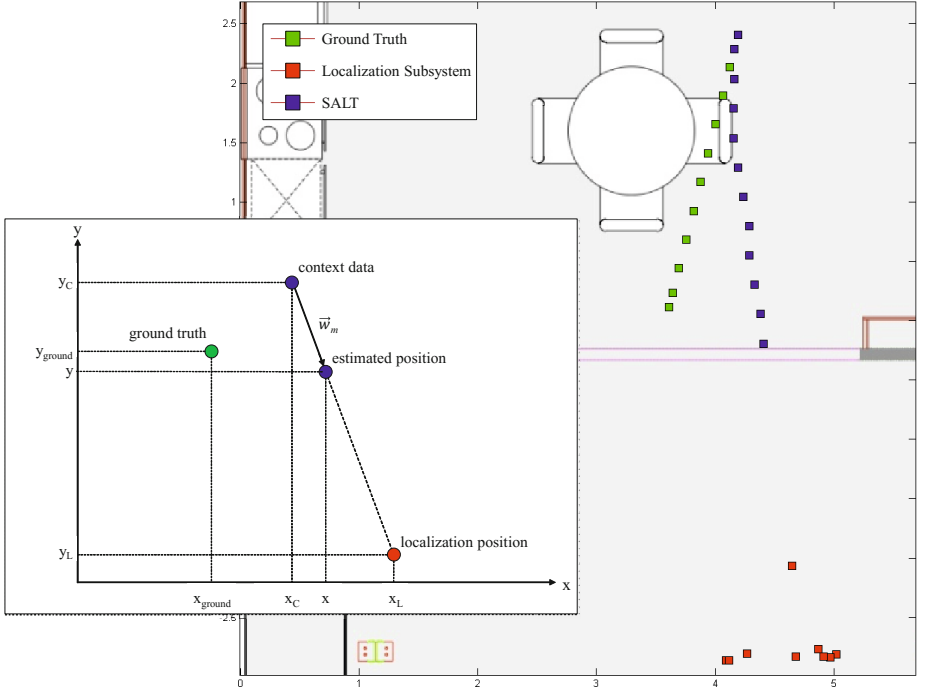 2.5
Ground Truth
Localization Subsystem
2
SALT
1.5
1
y
y_C
context data
w⃗_m
ground truth
y_ground
estimated position
y
localization position
y_L
x
x_ground
x_C
x
x_L
-2.5
0
1
2
3
4
5